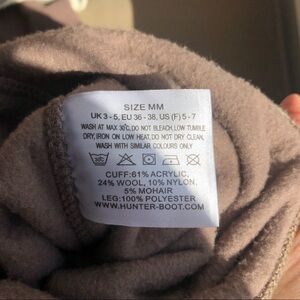 SIZE MM
UK 3 - 5, EU 36 - 38, US (F) 5 - 7
WASH AT MAX 30C, DO NOT BLEACH, LOW TUMBLE
DRY, IRON ON LOW HEAT, DO NOT DRY CLEAN,
WASH WITH SIMILAR COLOURS ONLY
CUFF: 61% ACRYLIC,
24% WOOL, 10% NYLON,
5% MOHAIR
LEG: 100% POLYESTER
WWW.HUNTER-BOOT.COM